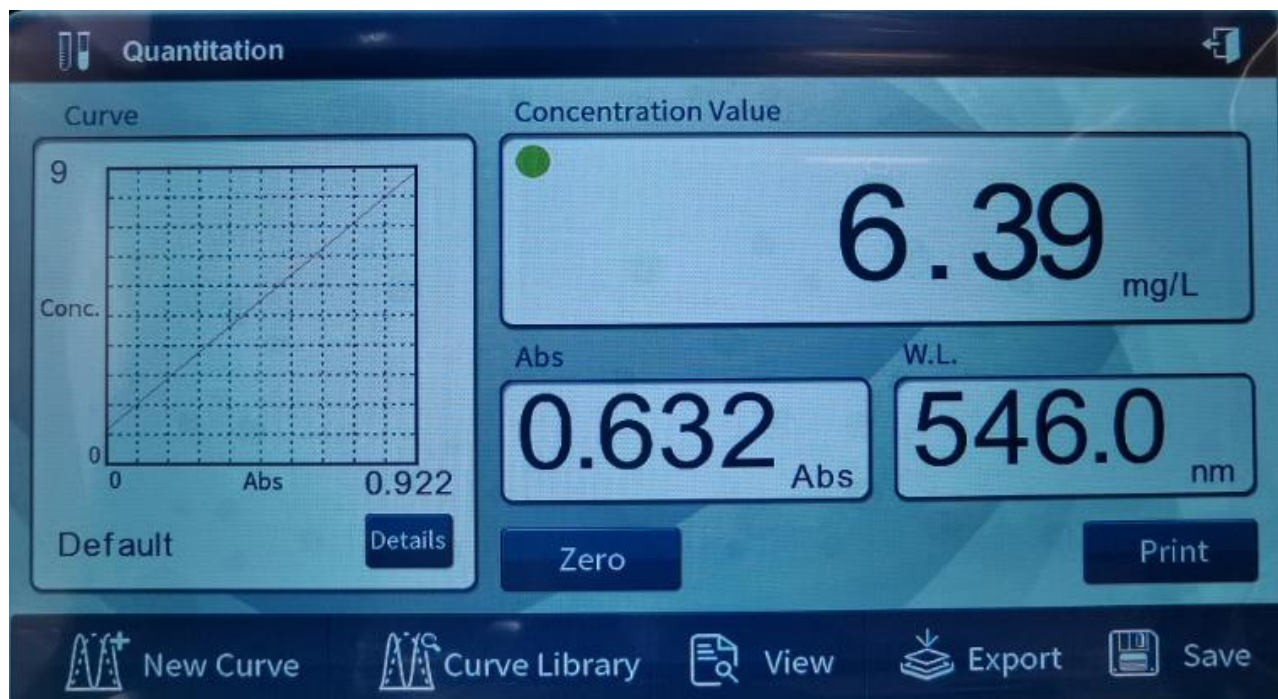 Quantitation
Curve
9
Conc.
0
0 Abs 0.922
Default
Details
Concentration Value
6.39 mg/L
Abs
0.632 Abs
W.L.
546.0 nm
Zero
Print
New Curve
Curve Library
View
Export
Save